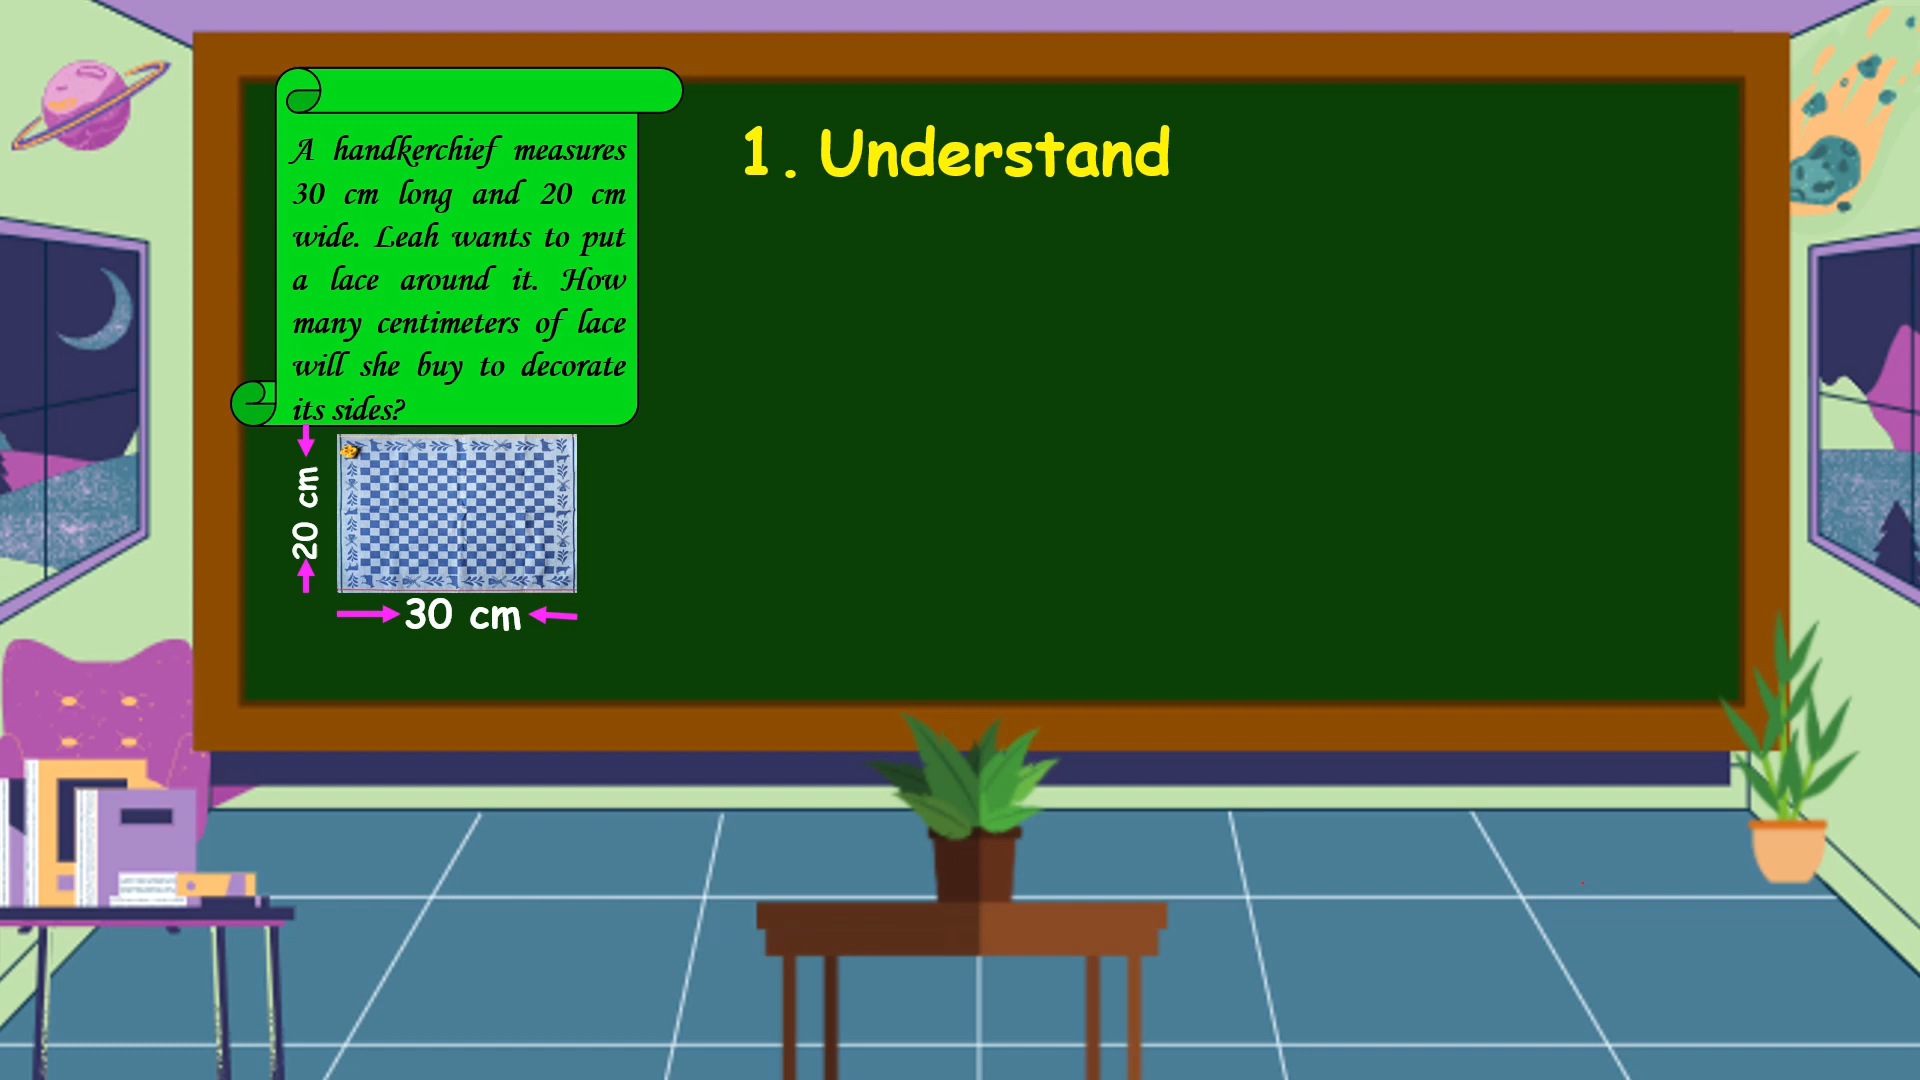 A handkerchief measures
30 cm long and 20 cm
wide. Leah wants to put
a lace around it. How
many centimeters of lace
will she buy to decorate
its sides?
1. Understand
20 cm
30 cm